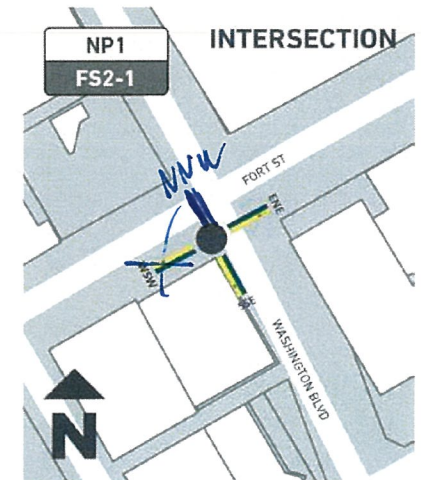 NP1
FS2-1
INTERSECTION
NNW
FORT ST
ENE
WSW
WASHINGTON BLVD
N